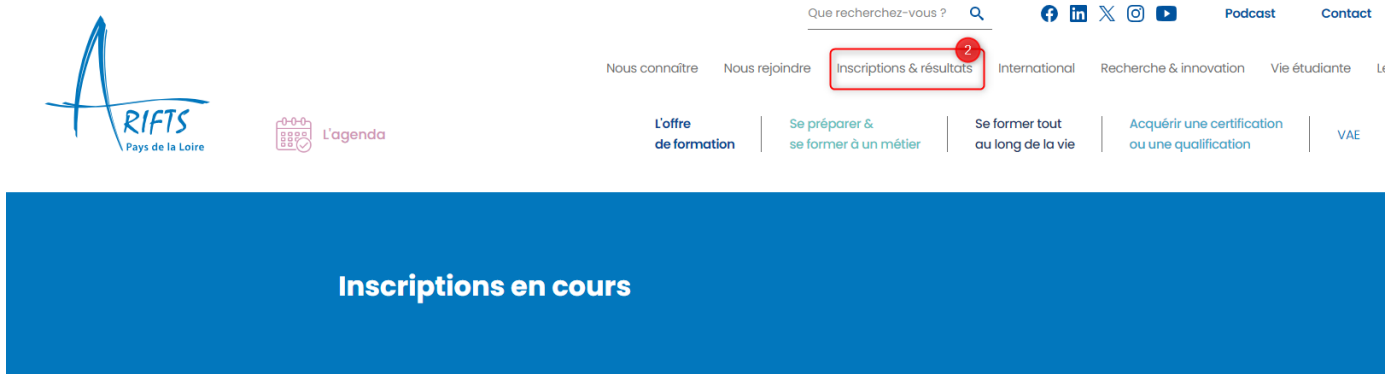 Que recherchez-vous ?
Podcast
Contact
2
Nous connaître
Nous rejoindre
Inscriptions & résultats
International
Recherche & innovation
Vie étudiante
ARIFTS
Pays de la Loire
L'agenda
L'offre
de formation
Se préparer &
se former à un métier
Se former tout
au long de la vie
Acquérir une certification
ou une qualification
VAE
Inscriptions en cours